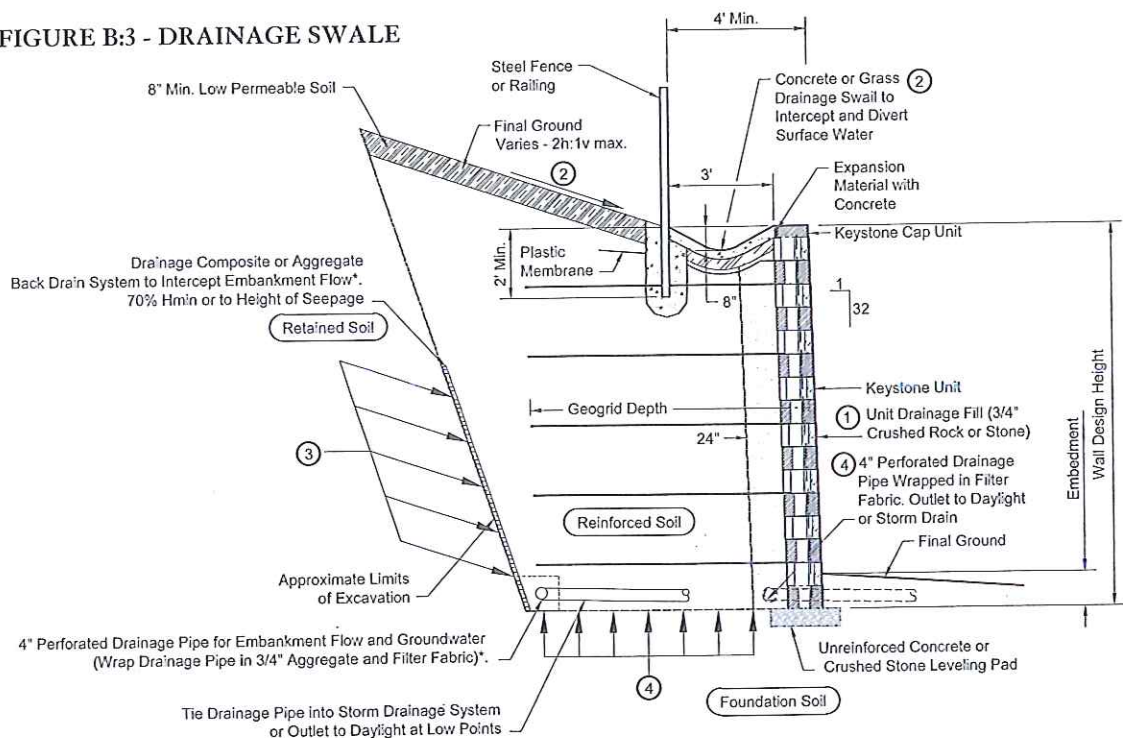 FIGURE B:3 - DRAINAGE SWALE
4' Min.
8" Min. Low Permeable Soil
Steel Fence
or Railing
Concrete or Grass
Drainage Swail to
Intercept and Divert
Surface Water
2
Final Ground
Varies - 2h:1v max.
2
3'
Expansion
Material with
Concrete
Keystone Cap Unit
2' Min.
Plastic
Membrane
8"
1
32
Drainage Composite or Aggregate
Back Drain System to Intercept Embankment Flow*.
70% Hmin or to Height of Seepage
Retained Soil
Keystone Unit
Geogrid Depth
24"
1
Unit Drainage Fill (3/4"
Crushed Rock or Stone)
3
4
4" Perforated Drainage
Pipe Wrapped in Filter
Fabric. Outlet to Daylight
or Storm Drain
Embedment
Wall Design Height
Reinforced Soil
Final Ground
Approximate Limits
of Excavation
4" Perforated Drainage Pipe for Embankment Flow and Groundwater
(Wrap Drainage Pipe in 3/4" Aggregate and Filter Fabric)*.
4
Unreinforced Concrete or
Crushed Stone Leveling Pad
Foundation Soil
Tie Drainage Pipe into Storm Drainage System
or Outlet to Daylight at Low Points